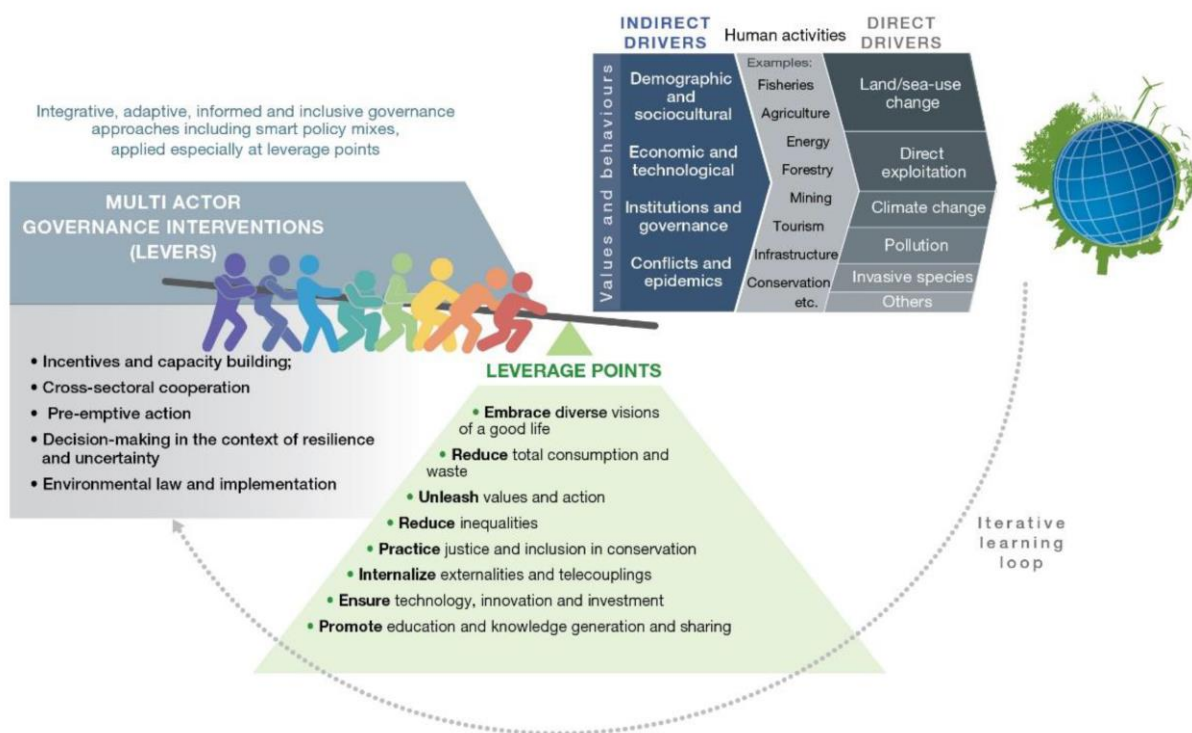 Integrative, adaptive, informed and inclusive governance
approaches including smart policy mixes,
applied especially at leverage points
MULTI ACTOR
GOVERNANCE INTERVENTIONS
(LEVERS)
• Incentives and capacity building;
• Cross-sectoral cooperation
• Pre-emptive action
• Decision-making in the context of resilience
and uncertainty
• Environmental law and implementation
LEVERAGE POINTS
• Embrace diverse visions
of a good life
• Reduce total consumption and
waste
• Unleash values and action
• Reduce inequalities
• Practice justice and inclusion in conservation
• Internalize externalities and telecouplings
• Ensure technology, innovation and investment
• Promote education and knowledge generation and sharing
INDIRECT
DRIVERS
Values and behaviours
Demographic
and
sociocultural
Economic and
technological
Institutions and
governance
Conflicts and
epidemics
Human activities
Examples:
Fisheries
Agriculture
Energy
Forestry
Mining
Tourism
Infrastructure
Conservation
etc.
DIRECT
DRIVERS
Land/sea-use
change
Direct
exploitation
Climate change
Pollution
Invasive species
Others
Iterative
learning
loop